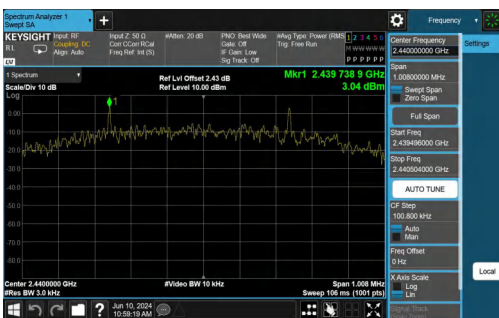 Spectrum Analyzer 1
Swept SA
Frequency
Settings
KEYSIGHT Input: RF Input Z: 50 Ω #Atten: 20 dB PNO: Best Wide #Avg Type: Power (RMS 1 2 3 4 5 6
R L Coupling: DC Corr CCorr RCal Gate: Off Trig: Free Run M W W W W W
Align: Auto Freq Ref: Int (S) IF Gain: Low P P P P P P
Sig Track: Off
LV
1 Spectrum Ref Lvl Offset 2.43 dB Mkr1 2.439 738 9 GHz
Scale/Div 10 dB Ref Level 10.00 dBm 3.04 dBm
Log
1
0.00
-10.0
-20.0
-30.0
-40.0
-50.0
-60.0
-70.0
-80.0
Center 2.4400000 GHz #Video BW 10 kHz Span 1.008 MHz
#Res BW 3.0 kHz Sweep 106 ms (1001 pts)
? Jun 10, 2024
10:59:19 AM
Center Frequency
2.440000000 GHz
Span
1.00800000 MHz
Swept Span
Zero Span
Full Span
Start Freq
2.439496000 GHz
Stop Freq
2.440504000 GHz
AUTO TUNE
CF Step
100.800 kHz
Auto
Man
Freq Offset
0 Hz
X Axis Scale
Log
Lin
Signal Track
Local